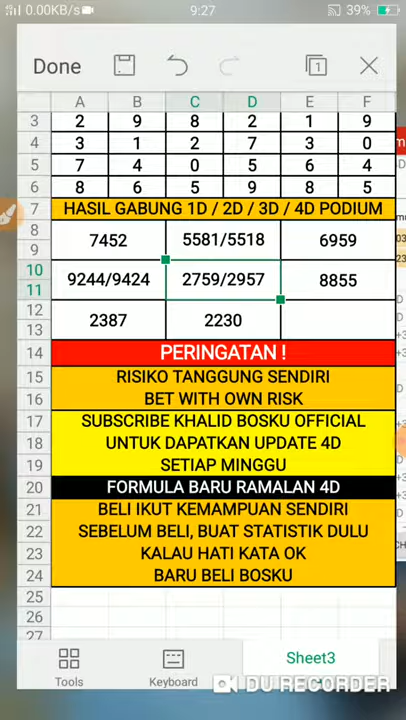 0.00KB/s 9:27 39%
Done 1
A B C D E F
3 2 9 8 2 1 9
4 3 1 2 7 3 0
5 7 4 0 5 6 4
6 8 6 5 9 8 5
7 HASIL GABUNG 1D / 2D / 3D / 4D PODIUM
8
9 7452 5581/5518 6959
10
11 9244/9424 2759/2957 8855
12
13 2387 2230
14 PERINGATAN !
15 RISIKO TANGGUNG SENDIRI
16 BET WITH OWN RISK
17 SUBSCRIBE KHALID BOSKU OFFICIAL
18 UNTUK DAPATKAN UPDATE 4D
19 SETIAP MINGGU
20 FORMULA BARU RAMALAN 4D
21 BELI IKUT KEMAMPUAN SENDIRI
22 SEBELUM BELI, BUAT STATISTIK DULU
23 KALAU HATI KATA OK
24 BARU BELI BOSKU
25
26
27
Tools Keyboard Sheet3
DU RECORDER